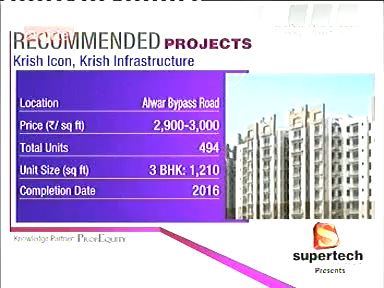 RECOMMENDED PROJECTS
Krish Icon, Krish Infrastructure
Location Alwar Bypass Road
Price (₹/ sq ft) 2,900-3,000
Total Units 494
Unit Size (sq ft) 3 BHK: 1,210
Completion Date 2016
Knowledge Partner PROPEQUITY
supertech
Presents